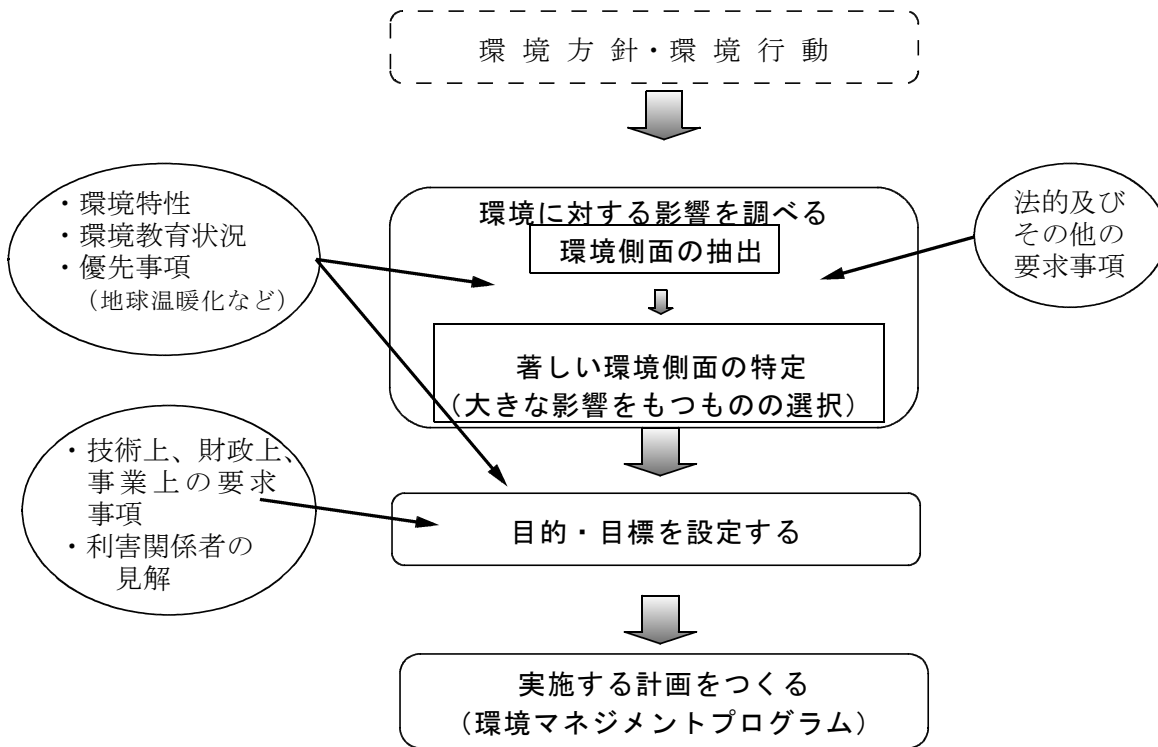 環境方針・環境行動
環境に対する影響を調べる
環境側面の抽出
著しい環境側面の特定
（大きな影響をもつものの選択）
・環境特性
・環境教育状況
・優先事項
（地球温暖化など）
法的及び
その他の
要求事項
・技術上、財政上、
事業上の要求
事項
・利害関係者の
見解
目的・目標を設定する
実施する計画をつくる
（環境マネジメントプログラム）